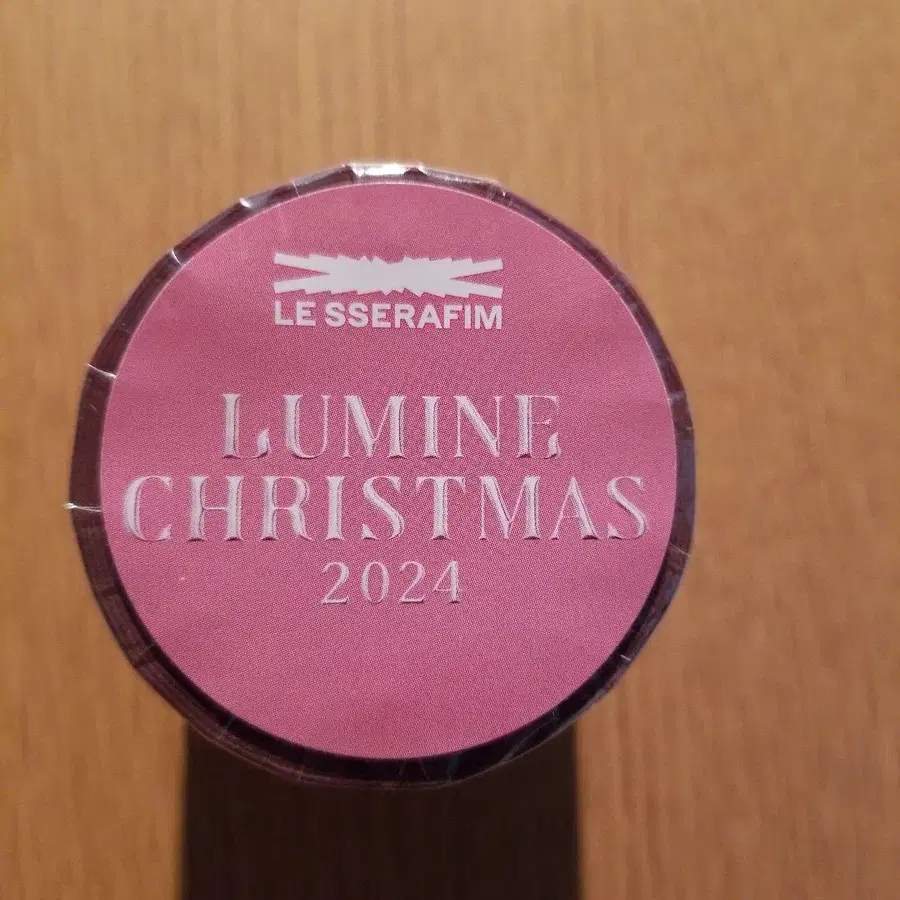 LE SSERAFIM
LUMINE
CHRISTMAS
2024